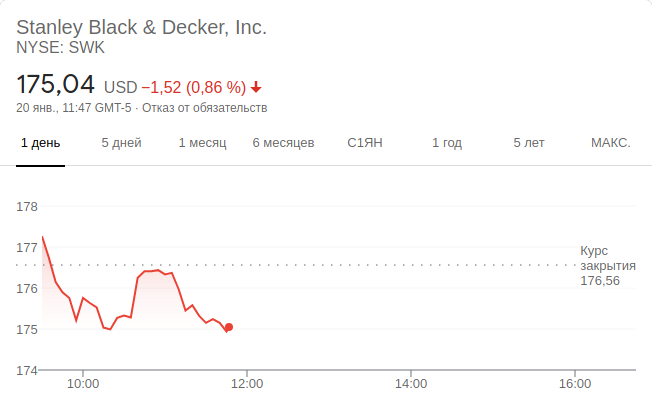 Stanley Black & Decker, Inc.
NYSE: SWK
175,04 USD −1,52 (0,86 %)
20 янв., 11:47 GMT-5 · Отказ от обязательств
1 день 5 дней 1 месяц 6 месяцев С1ЯН 1 год 5 лет МАКС.
178
177
Курс
закрытия
176,56
176
175
174
10:00 12:00 14:00 16:00